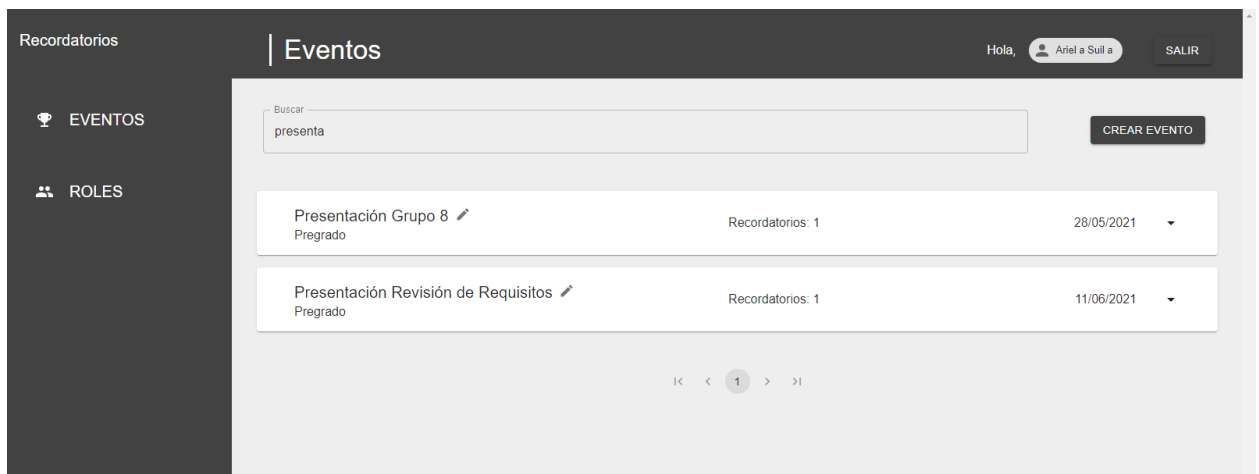 Recordatorios
Eventos
Hola,
Ariel a Suil a
SALIR
EVENTOS
ROLES
Buscar
presenta
CREAR EVENTO
Presentación Grupo 8
Pregrado
Recordatorios: 1
28/05/2021
Presentación Revisión de Requisitos
Pregrado
Recordatorios: 1
11/06/2021
1